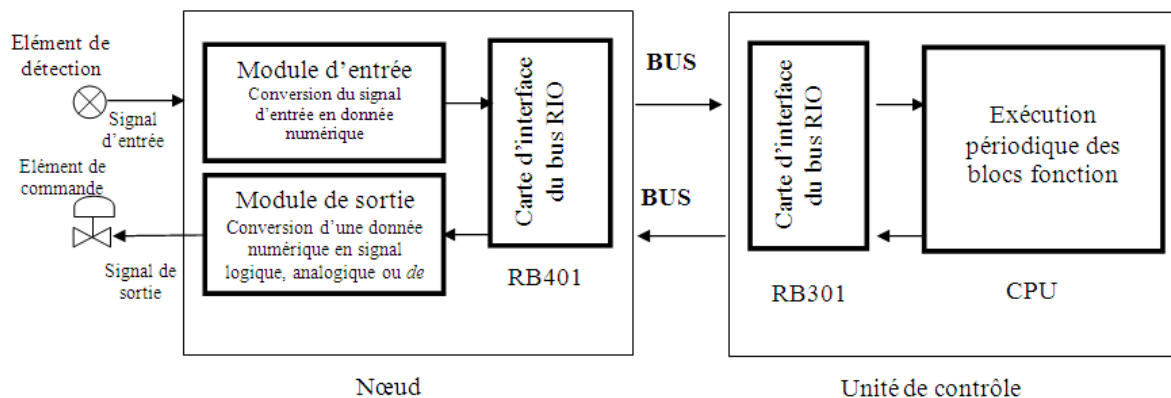 Elément de
détection
Signal
d'entrée
Elément de
commande
Signal de
sortie
Module d'entrée
Conversion du signal
d'entrée en donnée
numérique
Module de sortie
Conversion d'une donnée
numérique en signal
logique, analogique ou de
Carte d'interface
du bus RIO
RB401
Nœud
BUS
BUS
Carte d'interface
du bus RIO
RB301
Exécution
périodique des
blocs fonction
CPU
Unité de contrôle